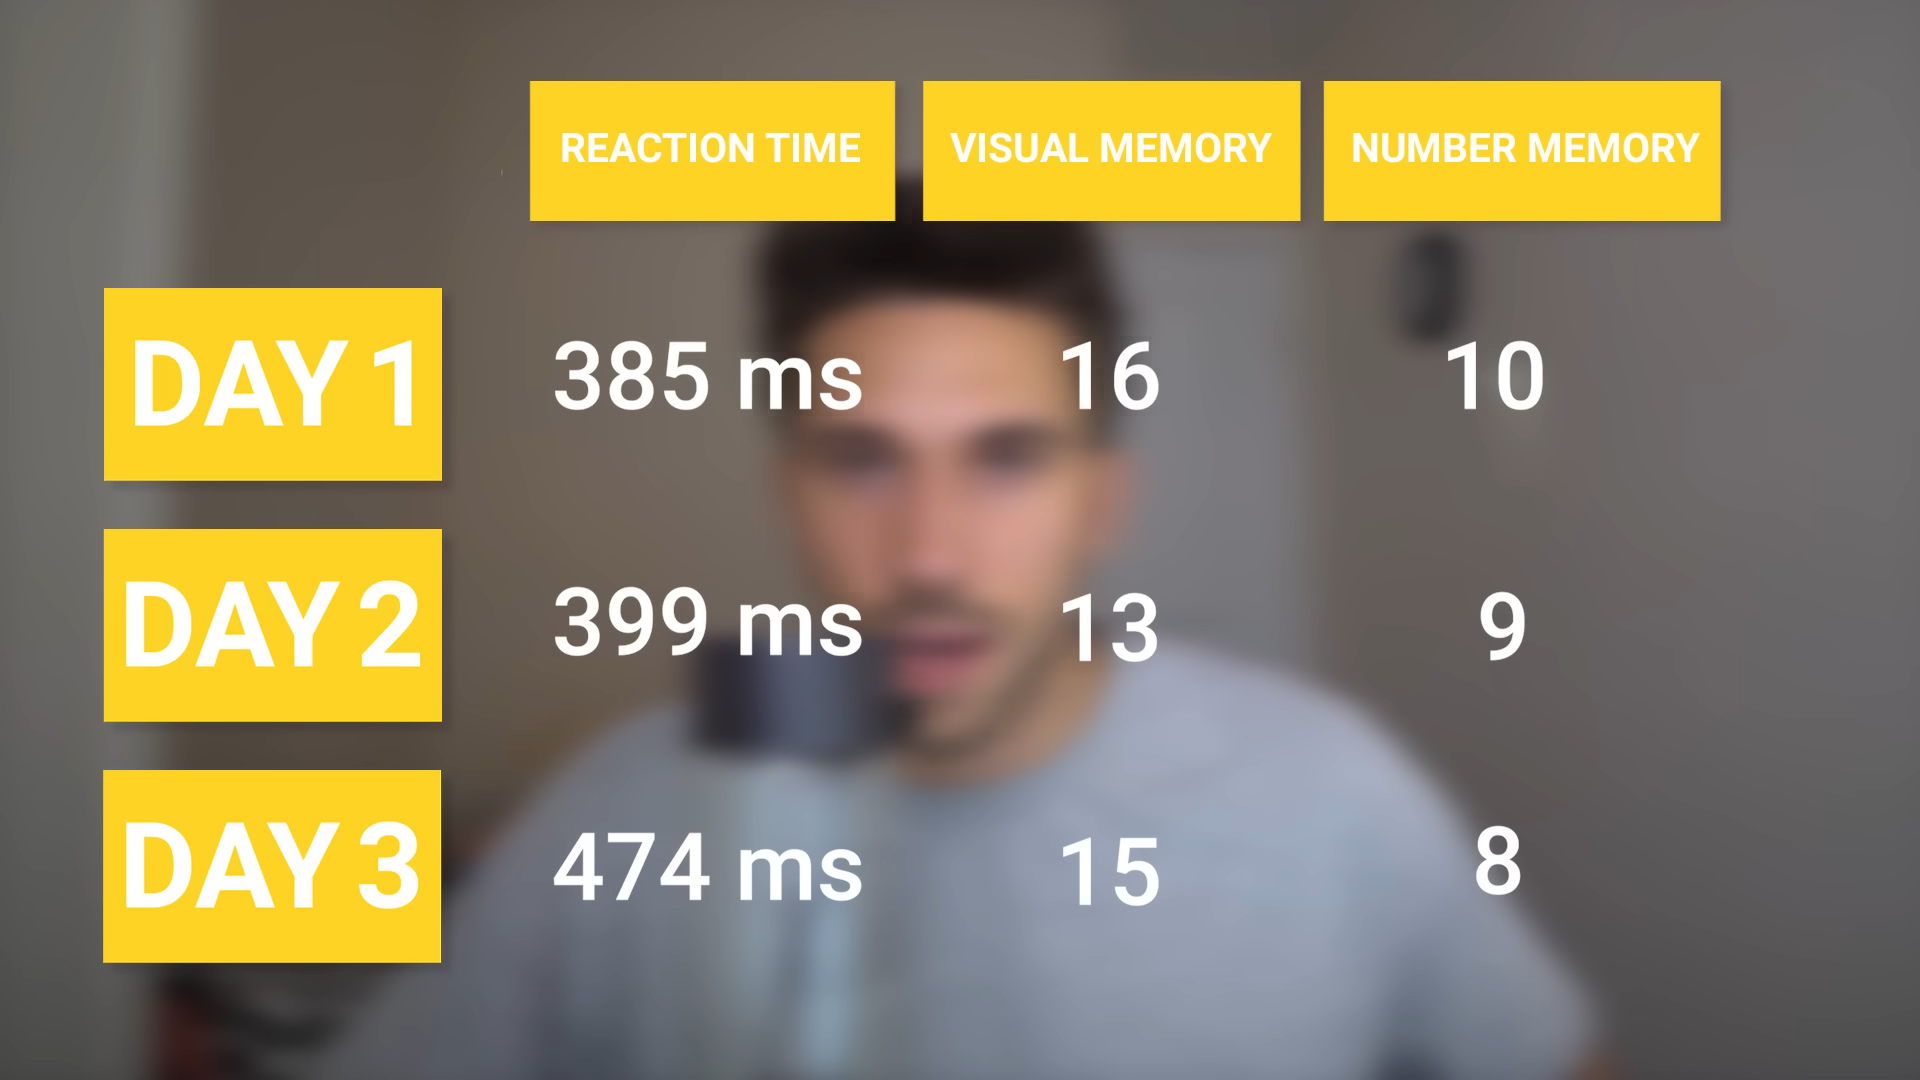 REACTION TIME VISUAL MEMORY NUMBER MEMORY
DAY 1 385 ms 16 10
DAY 2 399 ms 13 9
DAY 3 474 ms 15 8